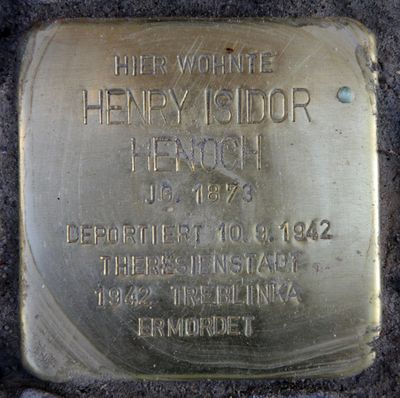 HIER WOHNTE
HENRY ISIDOR
HENOCH
JG. 1873
DEPORTIERT 10.9.1942
THERESIENSTADT
1942 TREBLINKA
ERMORDET